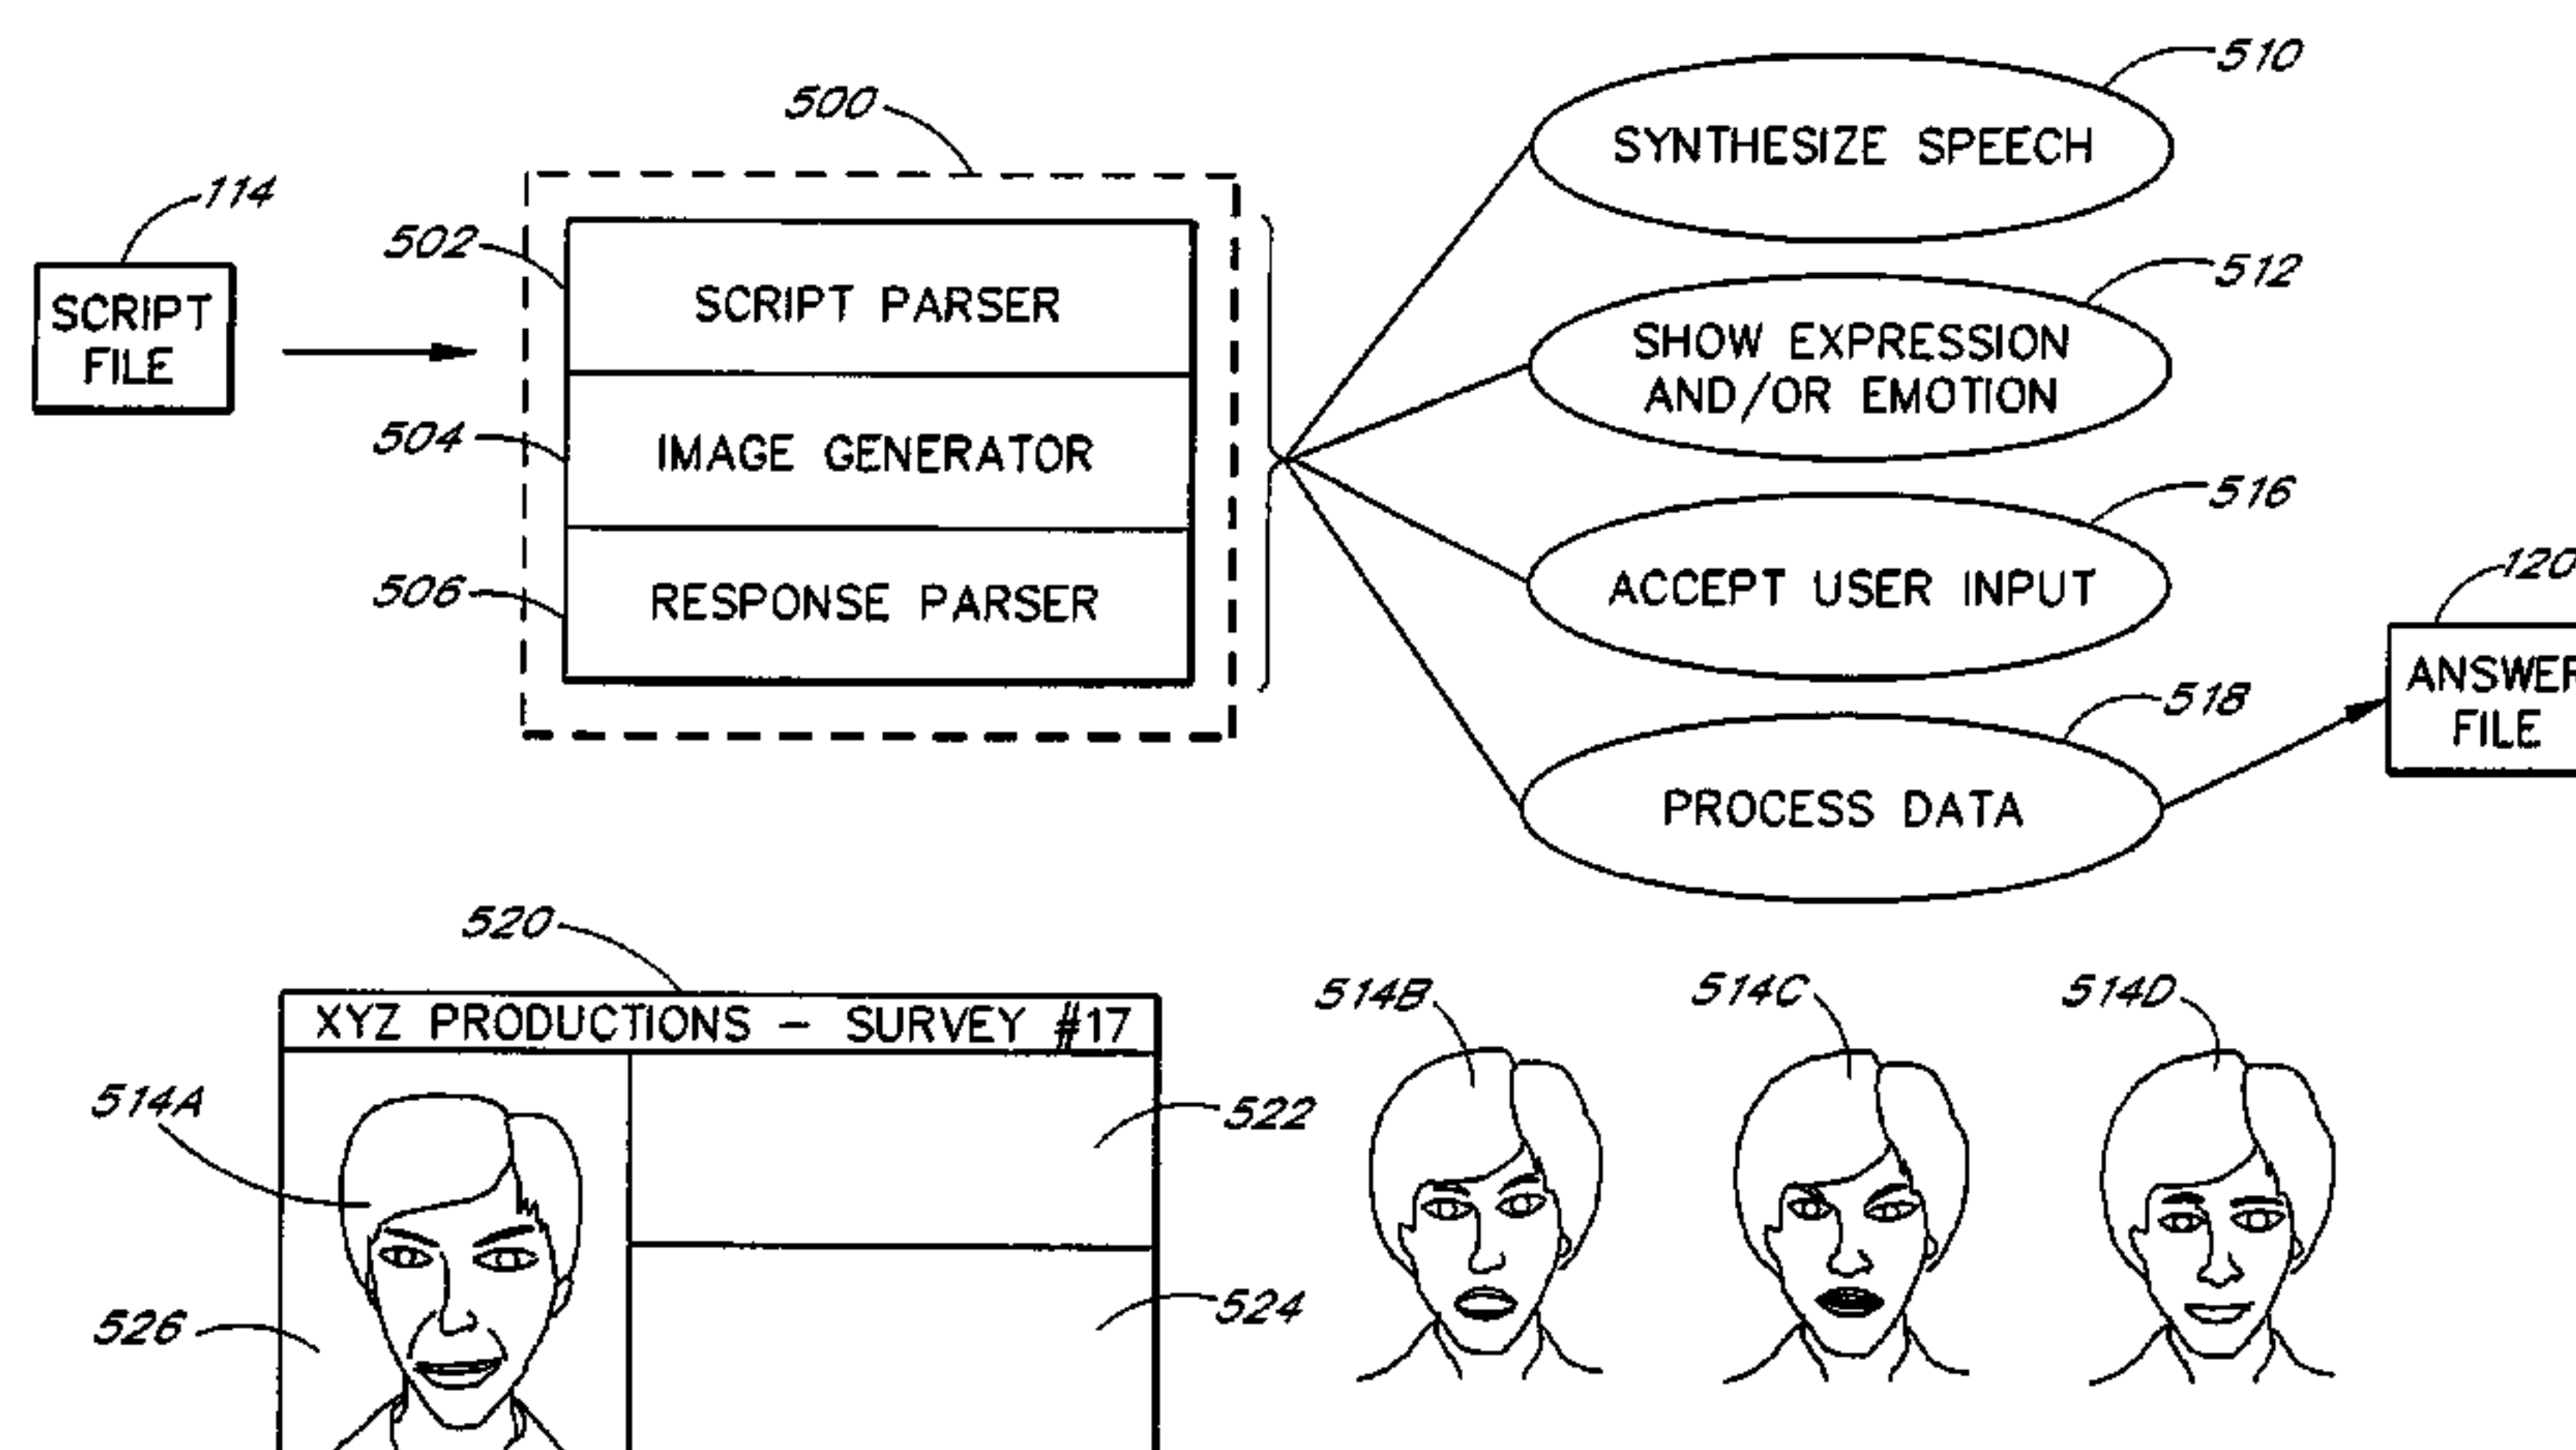 510
500
SYNTHESIZE SPEECH
114
502
512
SCRIPT
FILE
SCRIPT PARSER
SHOW EXPRESSION
AND/OR EMOTION
504
IMAGE GENERATOR
516
506
RESPONSE PARSER
ACCEPT USER INPUT
120
518
ANSWER
FILE
PROCESS DATA
520
XYZ PRODUCTIONS – SURVEY #17
514B
514C
514D
514A
522
526
524